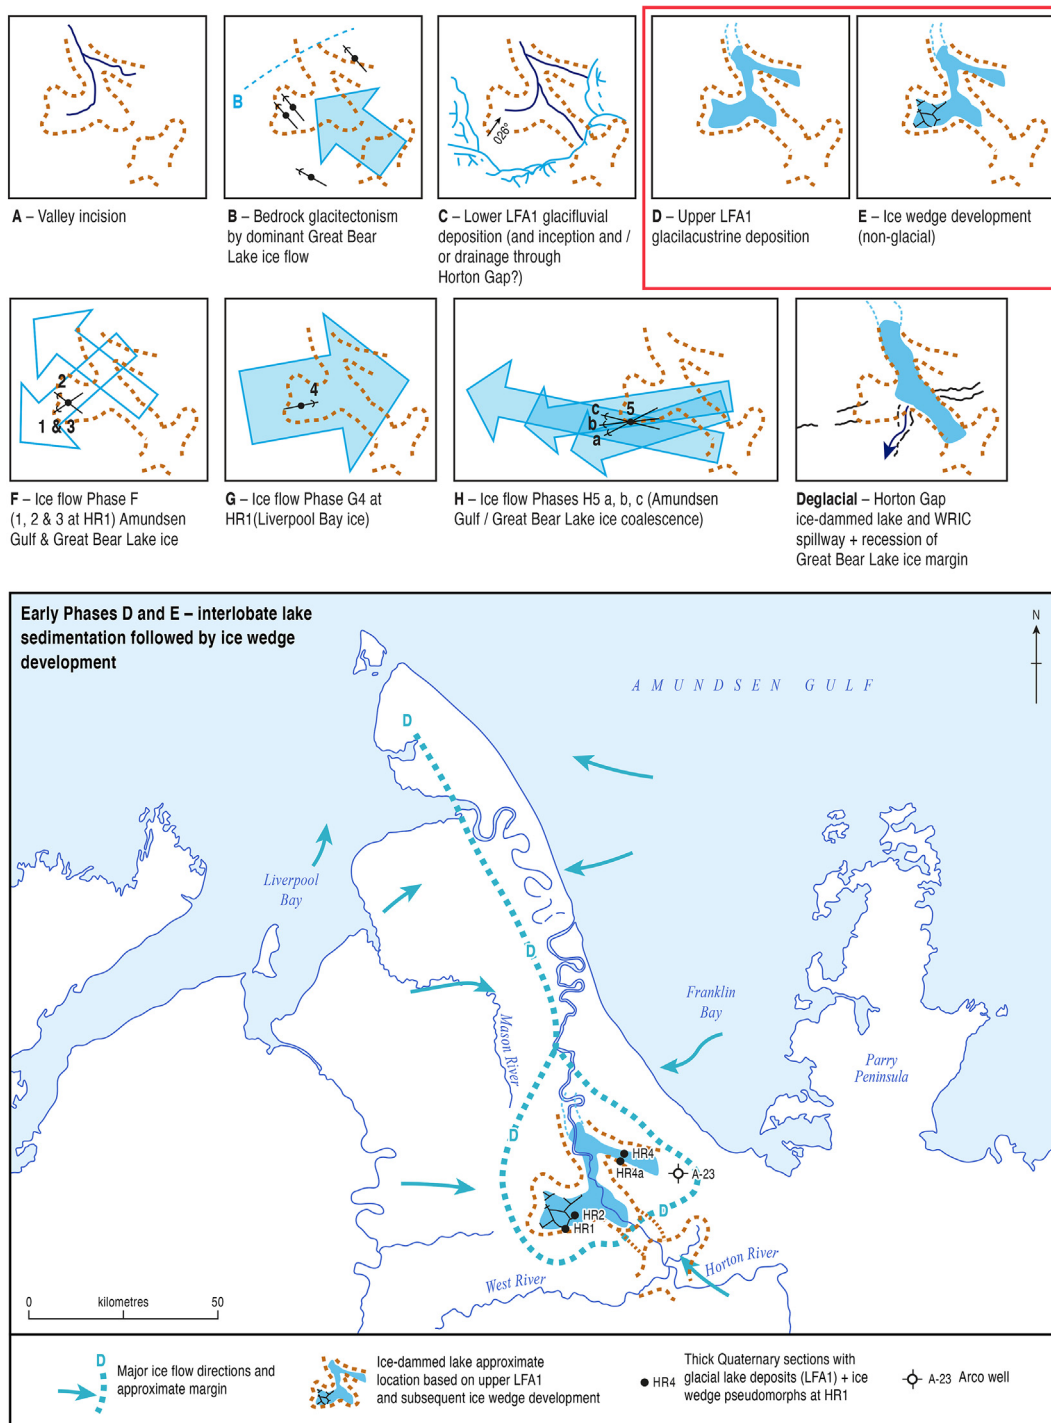 B
026°
A – Valley incision
B – Bedrock glacitectonism
by dominant Great Bear
Lake ice flow
C – Lower LFA1 glacifluvial
deposition (and inception and /
or drainage through
Horton Gap?)
D – Upper LFA1
glacilacustrine deposition
E – Ice wedge development
(non-glacial)
2
1 & 3
4
5
c
b
a
F – Ice flow Phase F
(1, 2 & 3 at HR1) Amundsen
Gulf & Great Bear Lake ice
G – Ice flow Phase G4 at
HR1(Liverpool Bay ice)
H – Ice flow Phases H5 a, b, c (Amundsen
Gulf / Great Bear Lake ice coalescence)
Deglacial – Horton Gap
ice-dammed lake and WRIC
spillway + recession of
Great Bear Lake ice margin
Early Phases D and E – interlobate lake
sedimentation followed by ice wedge
development
N
AMUNDSEN GULF
D
Liverpool
Bay
D
Franklin
Bay
Mason River
Parry
Peninsula
D
HR4
HR4a
A-23
D
HR2
HR1
West River
Horton River
0 kilometres 50
D
Major ice flow directions and
approximate margin
Ice-dammed lake approximate
location based on upper LFA1
and subsequent ice wedge development
HR4
Thick Quaternary sections with
glacial lake deposits (LFA1) + ice
wedge pseudomorphs at HR1
A-23 Arco well